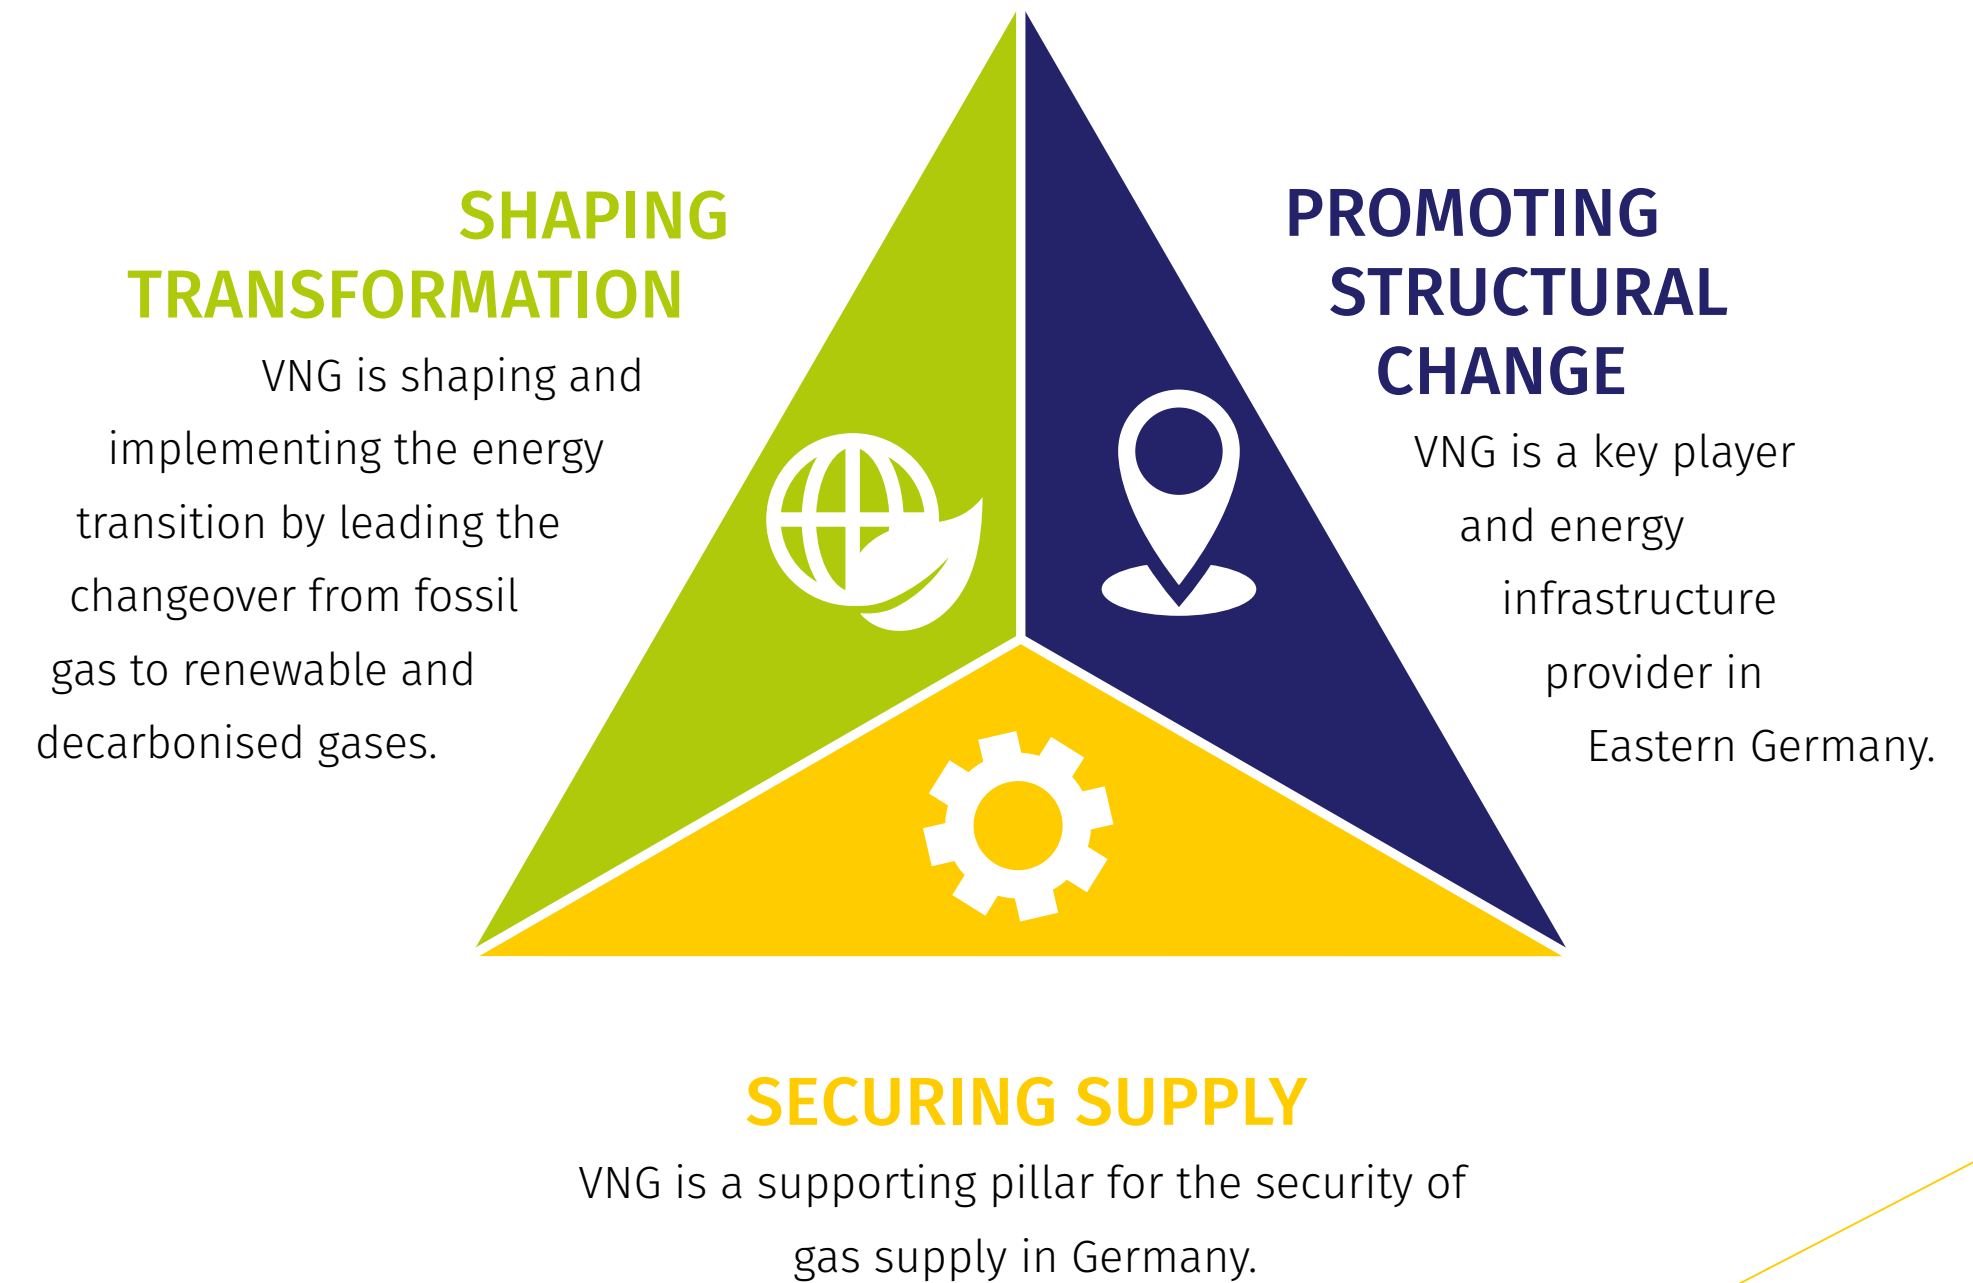 SHAPING
TRANSFORMATION
VNG is shaping and
implementing the energy
transition by leading the
changeover from fossil
gas to renewable and
decarbonised gases.
PROMOTING
STRUCTURAL
CHANGE
VNG is a key player
and energy
infrastructure
provider in
Eastern Germany.
SECURING SUPPLY
VNG is a supporting pillar for the security of
gas supply in Germany.